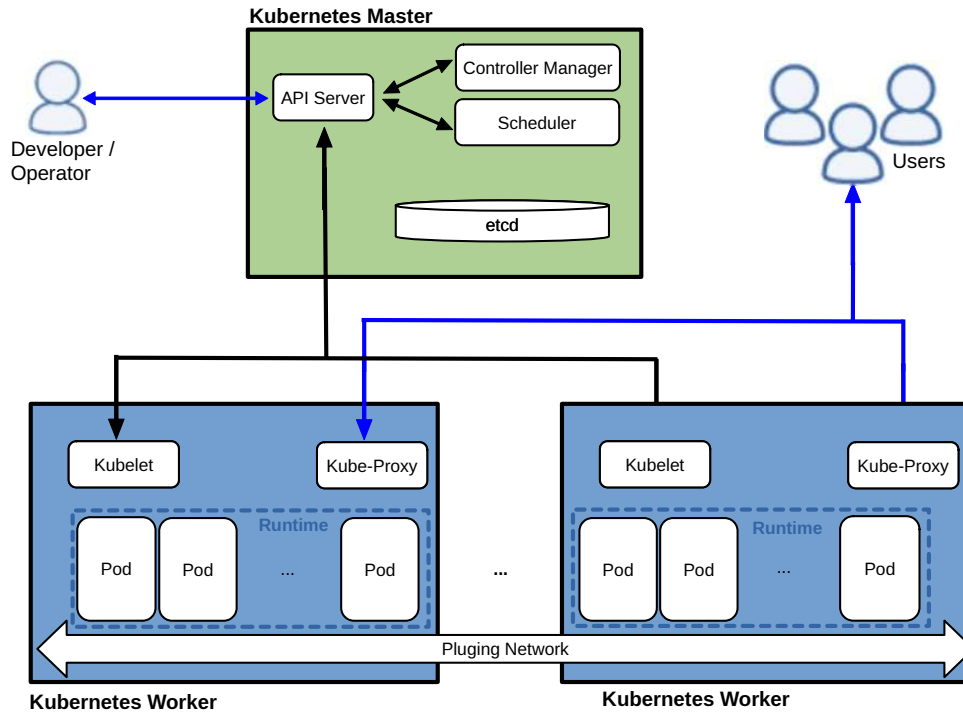 Kubernetes Master
Controller Manager
API Server
Scheduler
etcd
Developer /
Operator
Users
Kubelet
Kube-Proxy
Runtime
Pod
Pod
...
Pod
...
Kubelet
Kube-Proxy
Runtime
Pod
Pod
...
Pod
Pluging Network
Kubernetes Worker
Kubernetes Worker